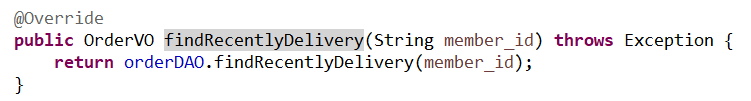 @Override
public OrderVO findRecentlyDelivery(String member_id) throws Exception {
    return orderDAO.findRecentlyDelivery(member_id);
}